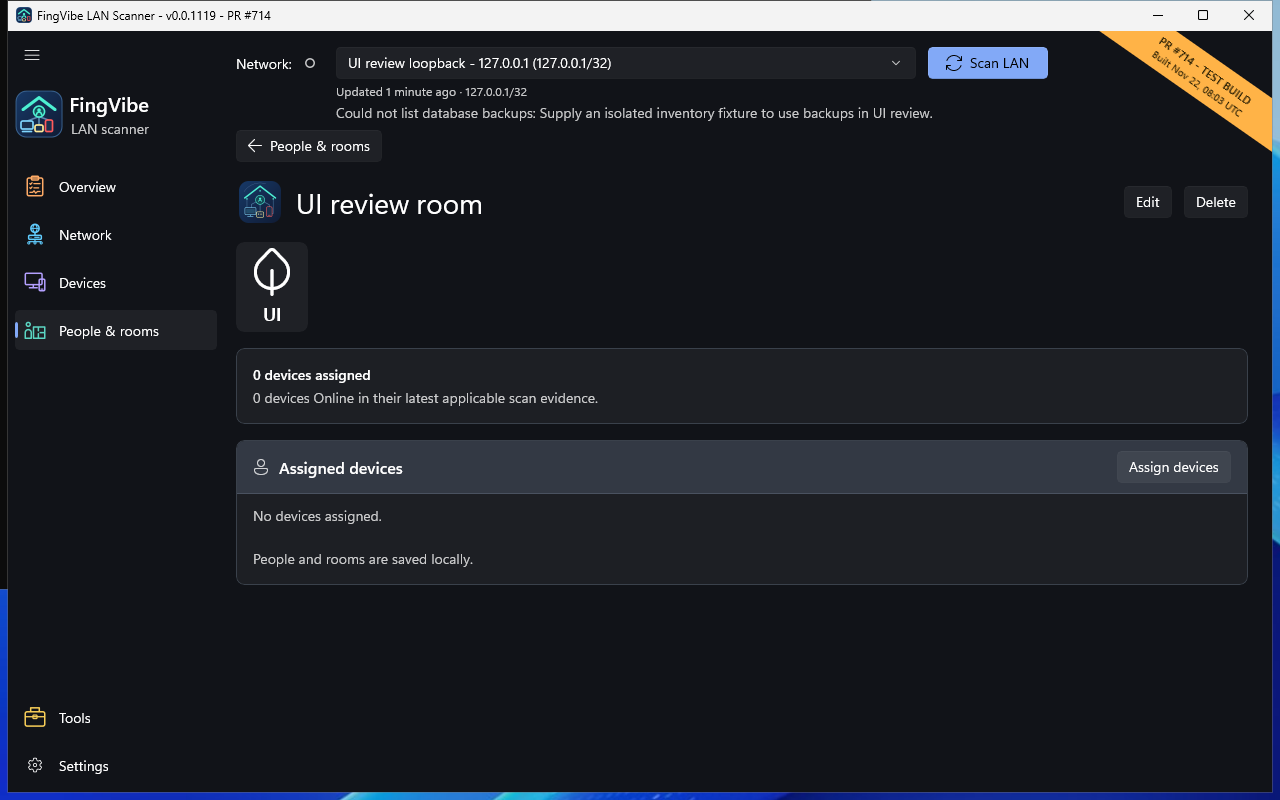 FingVibe LAN Scanner - v0.0.1119 - PR #714
Network:
UI review loopback - 127.0.0.1 (127.0.0.1/32)
Scan LAN
PR #714 - TEST BUILD
Built Nov 22, 08:03 UTC
Updated 1 minute ago · 127.0.0.1/32
Could not list database backups: Supply an isolated inventory fixture to use backups in UI review.
FingVibe
LAN scanner
Overview
Network
Devices
People & rooms
Tools
Settings
People & rooms
UI review room
Edit
Delete
UI
0 devices assigned
0 devices Online in their latest applicable scan evidence.
Assigned devices
Assign devices
No devices assigned.
People and rooms are saved locally.